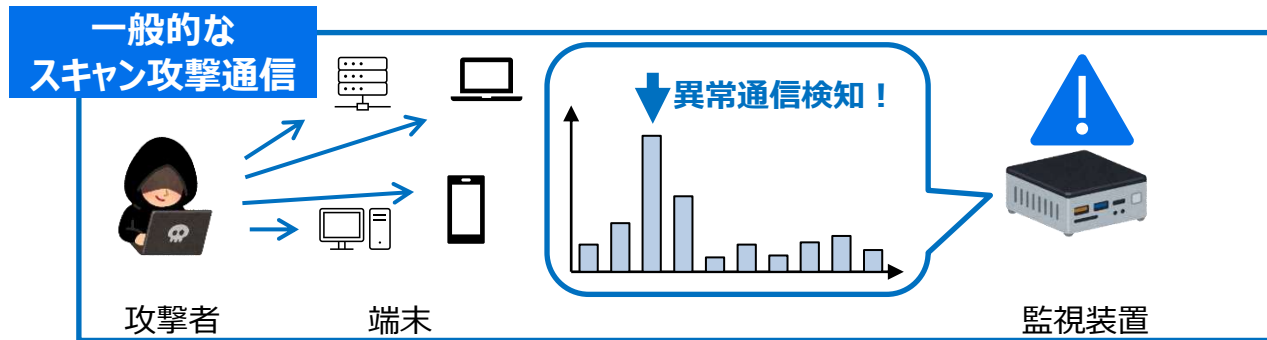 一般的な
スキャン攻撃通信
異常通信検知！
攻撃者
端末
監視装置